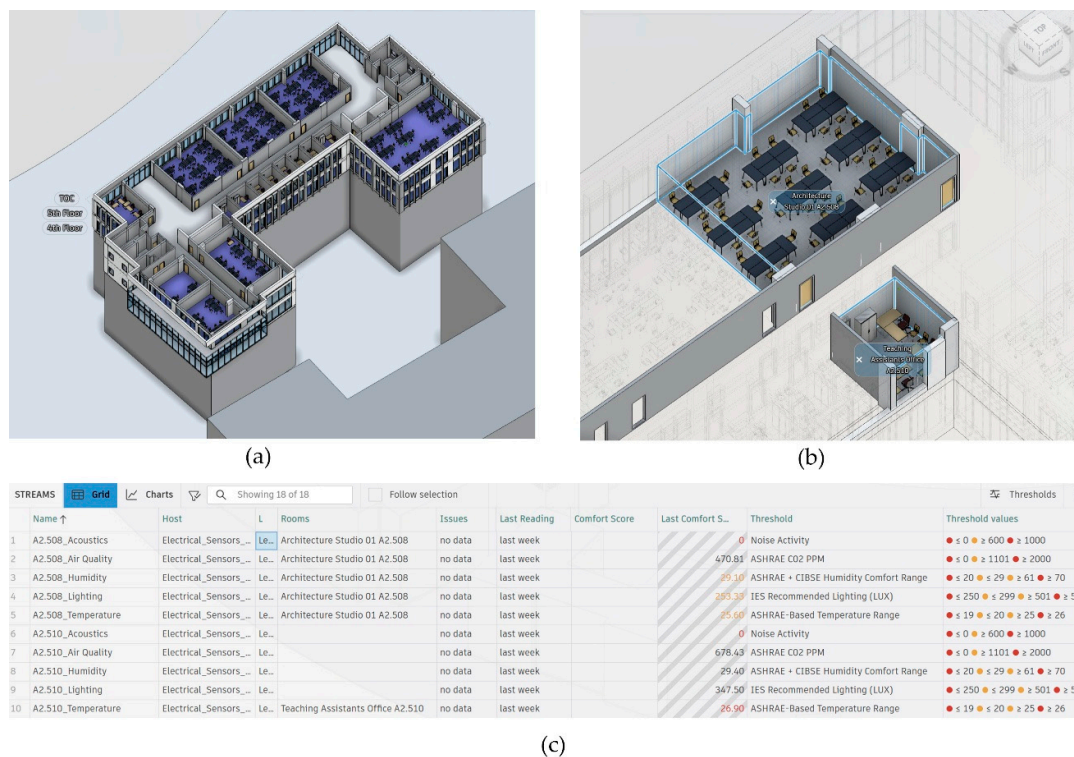 TOC
5th Floor
4th Floor
TOP
LEFT
FRONT
Architecture
Studio 01 A2.508
Teaching
Assistants Office
A2.510
(a)
(b)
STREAMS Grid Charts Showing 18 of 18 Follow selection Thresholds
Name ↑ Host L Rooms Issues Last Reading Comfort Score Last Comfort S... Threshold Threshold values
1 A2.508_Acoustics Electrical_Sensors_... Le... Architecture Studio 01 A2.508 no data last week 0 Noise Activity ≤ 0 ≥ 600 ≥ 1000
2 A2.508_Air Quality Electrical_Sensors_... Le... Architecture Studio 01 A2.508 no data last week 470.81 ASHRAE C02 PPM ≤ 0 ≥ 1101 ≥ 2000
3 A2.508_Humidity Electrical_Sensors_... Le... Architecture Studio 01 A2.508 no data last week 29.10 ASHRAE + CIBSE Humidity Comfort Range ≤ 20 ≤ 29 ≥ 61 ≥ 70
4 A2.508_Lighting Electrical_Sensors_... Le... Architecture Studio 01 A2.508 no data last week 253.33 IES Recommended Lighting (LUX) ≤ 250 ≤ 299 ≥ 501 ≥ 5
5 A2.508_Temperature Electrical_Sensors_... Le... Architecture Studio 01 A2.508 no data last week 25.60 ASHRAE-Based Temperature Range ≤ 19 ≤ 20 ≥ 25 ≥ 26
6 A2.510_Acoustics Electrical_Sensors_... Le... no data last week 0 Noise Activity ≤ 0 ≥ 600 ≥ 1000
7 A2.510_Air Quality Electrical_Sensors_... Le... no data last week 678.43 ASHRAE C02 PPM ≤ 0 ≥ 1101 ≥ 2000
8 A2.510_Humidity Electrical_Sensors_... Le... no data last week 29.40 ASHRAE + CIBSE Humidity Comfort Range ≤ 20 ≤ 29 ≥ 61 ≥ 70
9 A2.510_Lighting Electrical_Sensors_... Le... no data last week 347.50 IES Recommended Lighting (LUX) ≤ 250 ≤ 299 ≥ 501 ≥ 5
10 A2.510_Temperature Electrical_Sensors_... Le... Teaching Assistants Office A2.510 no data last week 26.90 ASHRAE-Based Temperature Range ≤ 19 ≤ 20 ≥ 25 ≥ 26
(c)